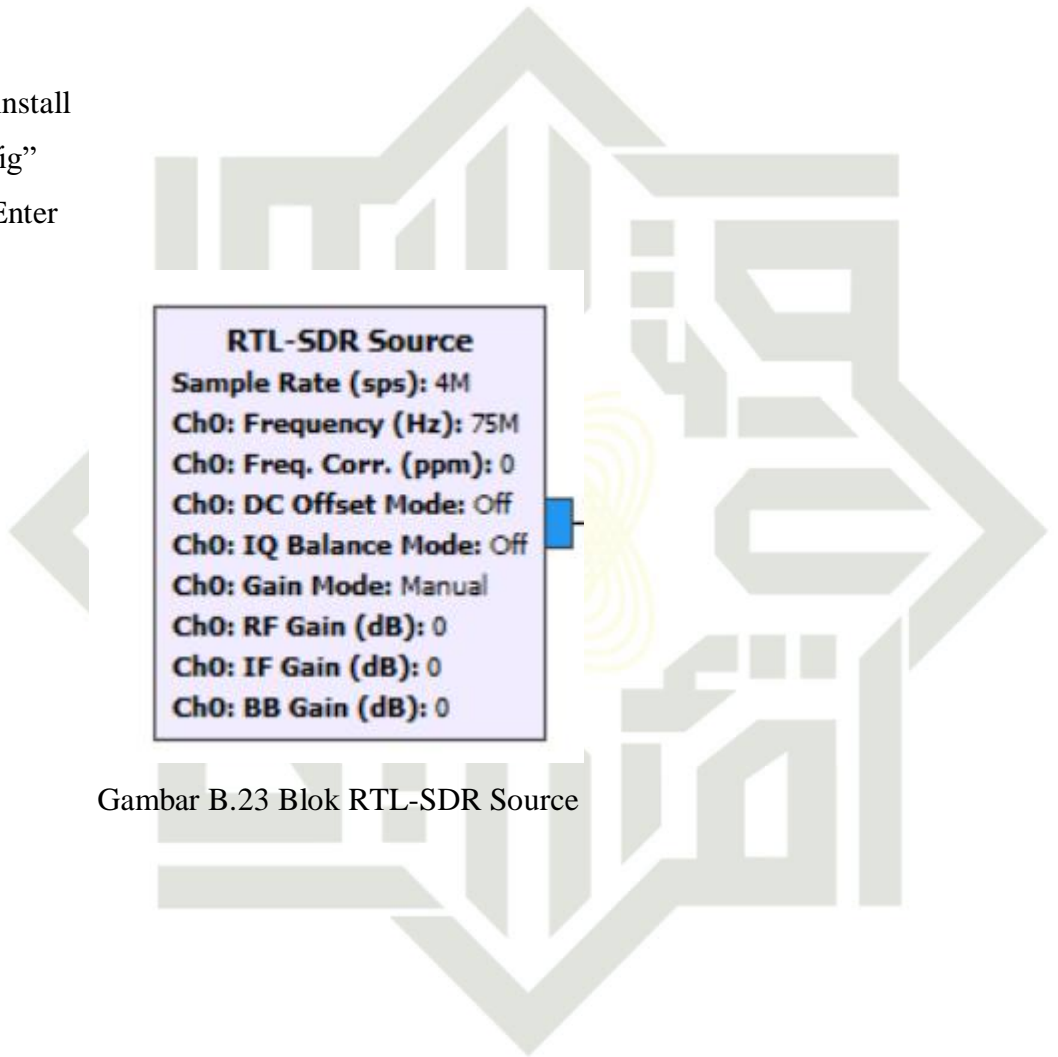 nstall
ig”
Enter
RTL-SDR Source
Sample Rate (sps): 4M
Ch0: Frequency (Hz): 75M
Ch0: Freq. Corr. (ppm): 0
Ch0: DC Offset Mode: Off
Ch0: IQ Balance Mode: Off
Ch0: Gain Mode: Manual
Ch0: RF Gain (dB): 0
Ch0: IF Gain (dB): 0
Ch0: BB Gain (dB): 0
Gambar B.23 Blok RTL-SDR Source